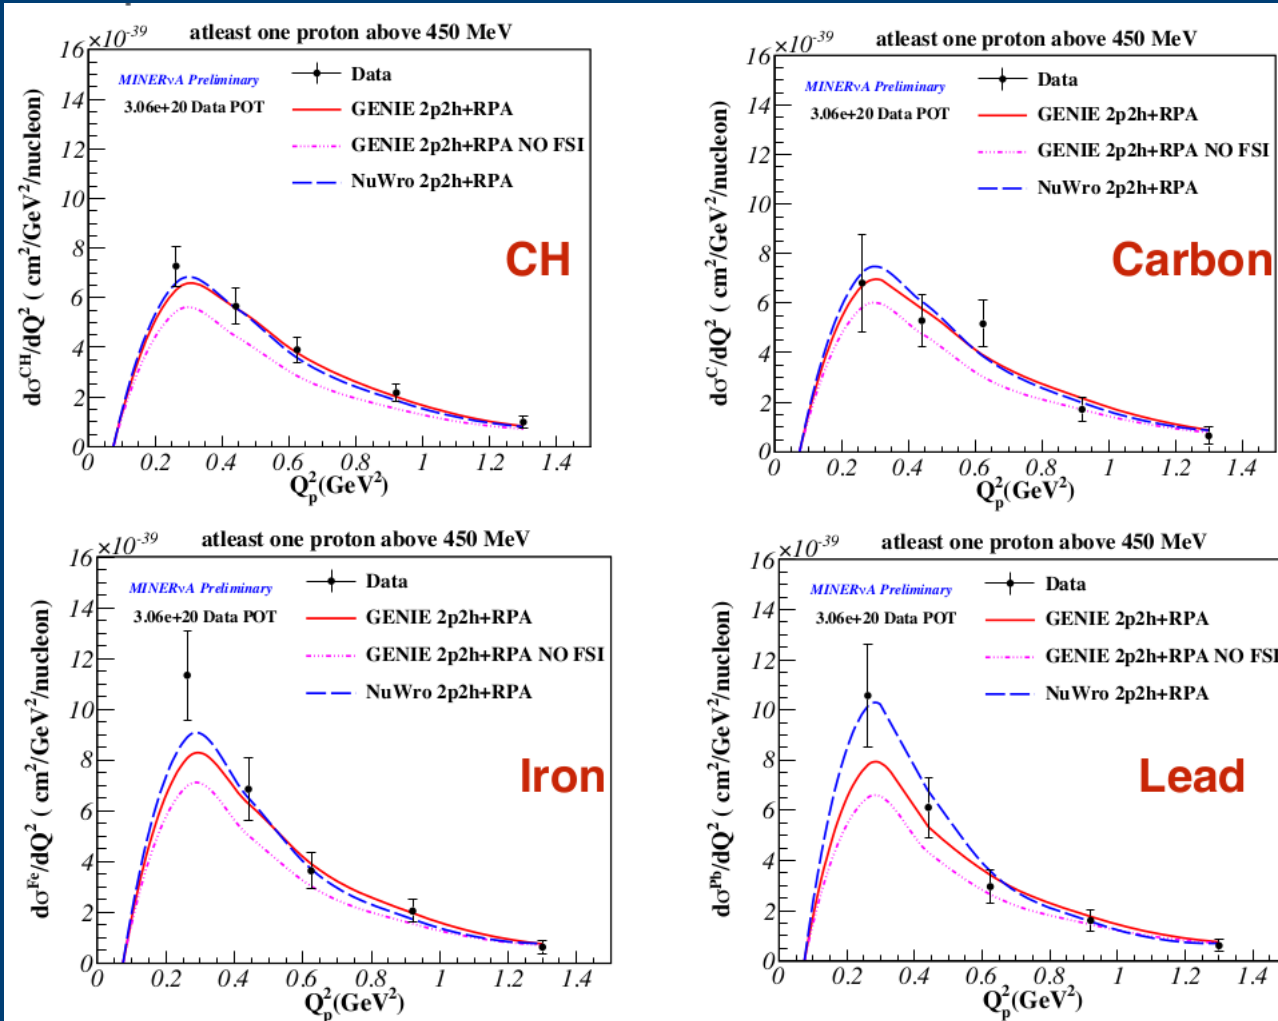 atleast one proton above 450 MeV
16 ×10⁻³⁹
14
12
10
8
6
4
2
0
MINERνA Preliminary
3.06e+20 Data POT
Data
GENIE 2p2h+RPA
GENIE 2p2h+RPA NO FSI
NuWro 2p2h+RPA
CH
dσ^CH/dQ² ( cm²/GeV²/nucleon)
0 0.2 0.4 0.6 0.8 1 1.2 1.4
Q²_p(GeV²)
atleast one proton above 450 MeV
16 ×10⁻³⁹
14
12
10
8
6
4
2
0
MINERνA Preliminary
3.06e+20 Data POT
Data
GENIE 2p2h+RPA
GENIE 2p2h+RPA NO FSI
NuWro 2p2h+RPA
Carbon
dσ^C/dQ² ( cm²/GeV²/nucleon)
0 0.2 0.4 0.6 0.8 1 1.2 1.4
Q²_p(GeV²)
atleast one proton above 450 MeV
16 ×10⁻³⁹
14
12
10
8
6
4
2
0
MINERνA Preliminary
3.06e+20 Data POT
Data
GENIE 2p2h+RPA
GENIE 2p2h+RPA NO FSI
NuWro 2p2h+RPA
Iron
dσ^Fe/dQ² ( cm²/GeV²/nucleon)
0 0.2 0.4 0.6 0.8 1 1.2 1.4
Q²_p(GeV²)
atleast one proton above 450 MeV
16 ×10⁻³⁹
14
12
10
8
6
4
2
0
MINERνA Preliminary
3.06e+20 Data POT
Data
GENIE 2p2h+RPA
GENIE 2p2h+RPA NO FSI
NuWro 2p2h+RPA
Lead
dσ^Pb/dQ² ( cm²/GeV²/nucleon)
0 0.2 0.4 0.6 0.8 1 1.2 1.4
Q²_p(GeV²)